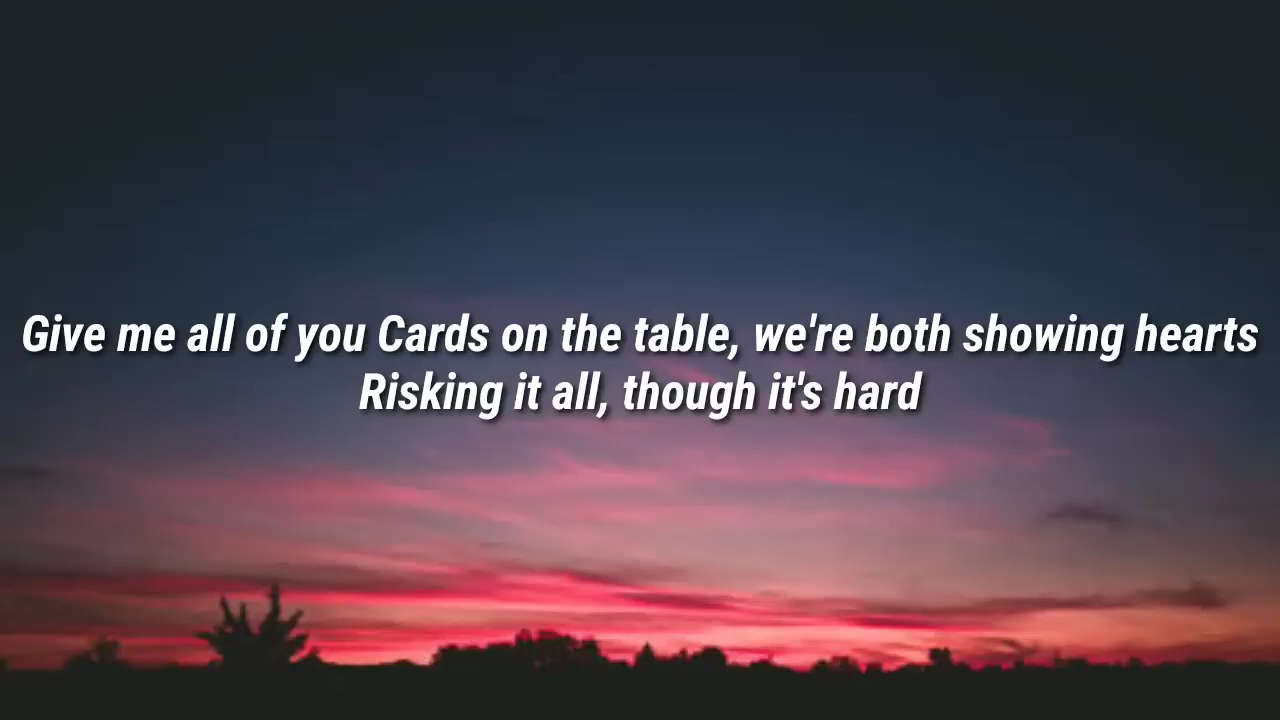 Give me all of you Cards on the table, we're both showing hearts
Risking it all, though it's hard